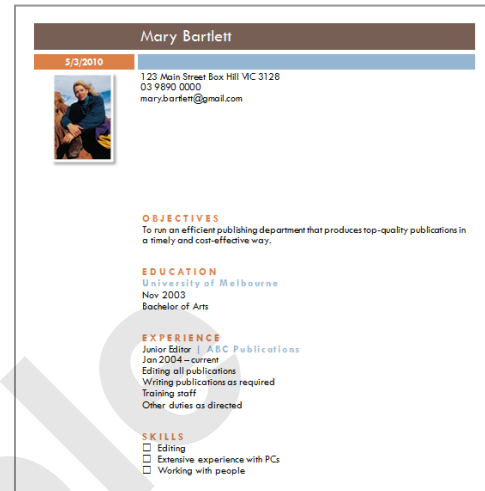 Mary Bartlett
5/3/2010
123 Main Street Box Hill VIC 3128
03 9890 0000
mary.bartlett@gmail.com
OBJECTIVES
To run an efficient publishing department that produces top-quality publications in
a timely and cost-effective way.
EDUCATION
University of Melbourne
Nov 2003
Bachelor of Arts
EXPERIENCE
Junior Editor | ABC Publications
Jan 2004 – current
Editing all publications
Writing publications as required
Training staff
Other duties as directed
SKILLS
☐ Editing
☐ Extensive experience with PCs
☐ Working with people